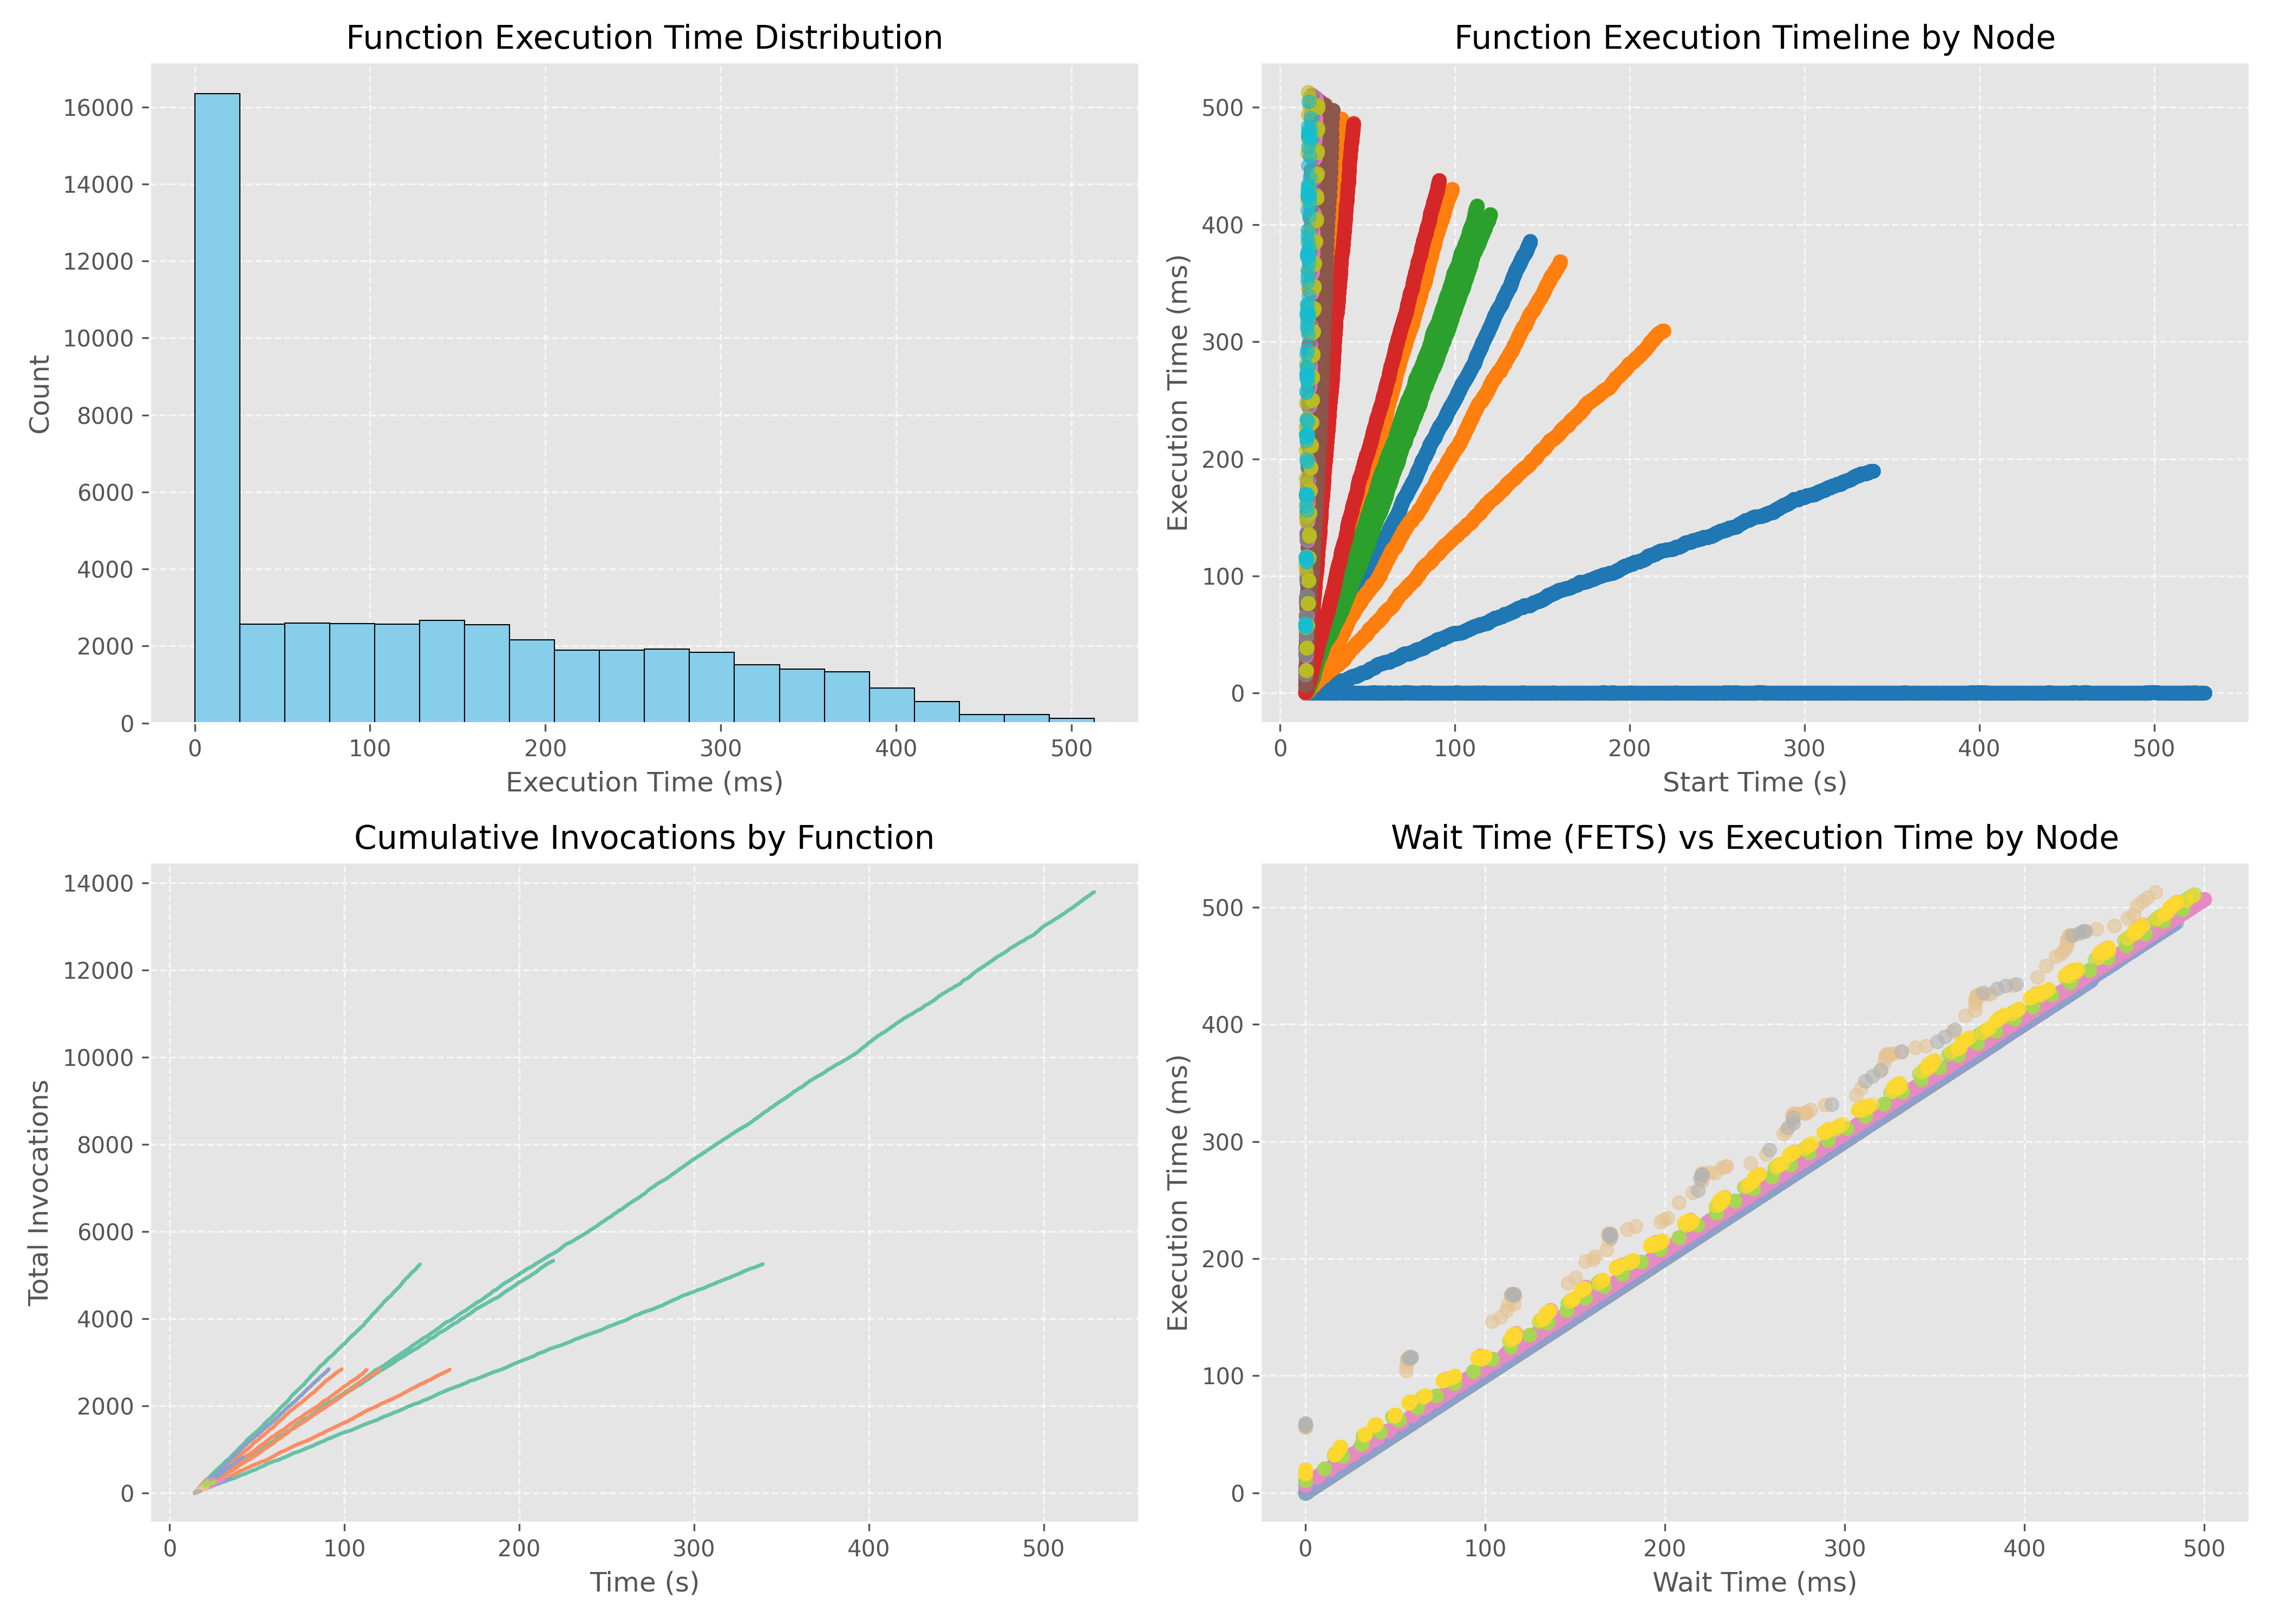 Function Execution Time Distribution
16000
14000
12000
10000
8000
6000
4000
2000
0
Count
0 100 200 300 400 500
Execution Time (ms)
Function Execution Timeline by Node
500
400
300
200
100
0
Execution Time (ms)
0 100 200 300 400 500
Start Time (s)
Cumulative Invocations by Function
14000
12000
10000
8000
6000
4000
2000
0
Total Invocations
0 100 200 300 400 500
Time (s)
Wait Time (FETS) vs Execution Time by Node
500
400
300
200
100
0
Execution Time (ms)
0 100 200 300 400 500
Wait Time (ms)